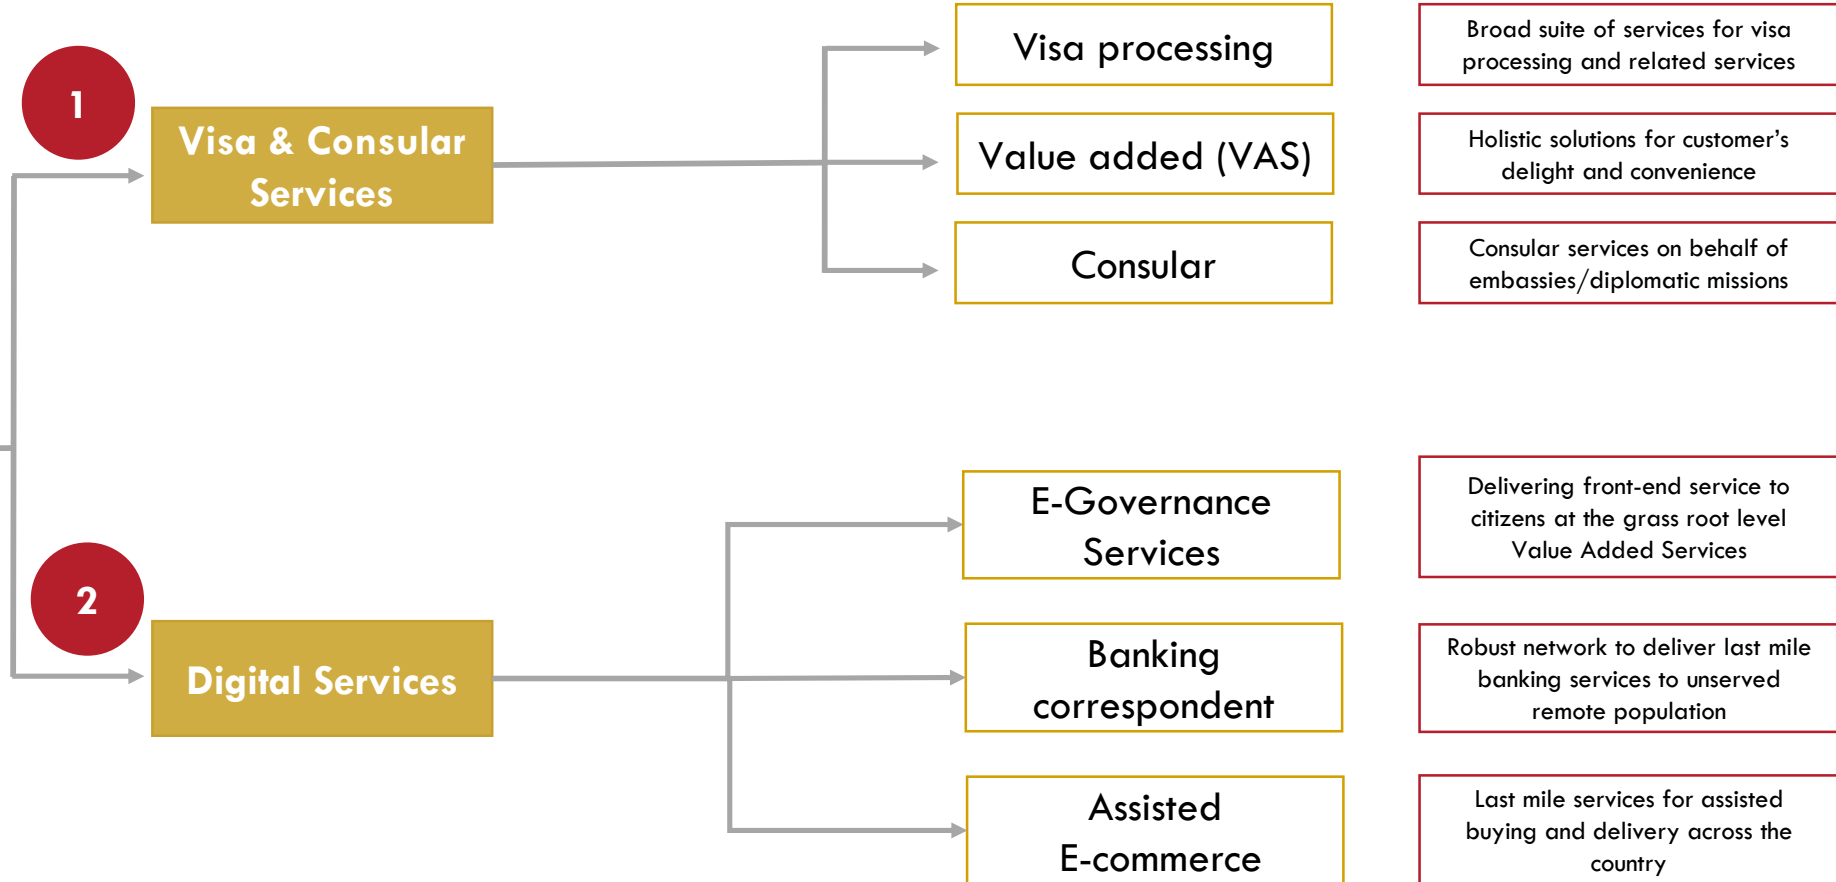 1
Visa & Consular
Services
Visa processing
Broad suite of services for visa
processing and related services
Value added (VAS)
Holistic solutions for customer’s
delight and convenience
Consular
Consular services on behalf of
embassies/diplomatic missions
2
Digital Services
E-Governance
Services
Delivering front-end service to
citizens at the grass root level
Value Added Services
Banking
correspondent
Robust network to deliver last mile
banking services to unserved
remote population
Assisted
E-commerce
Last mile services for assisted
buying and delivery across the
country